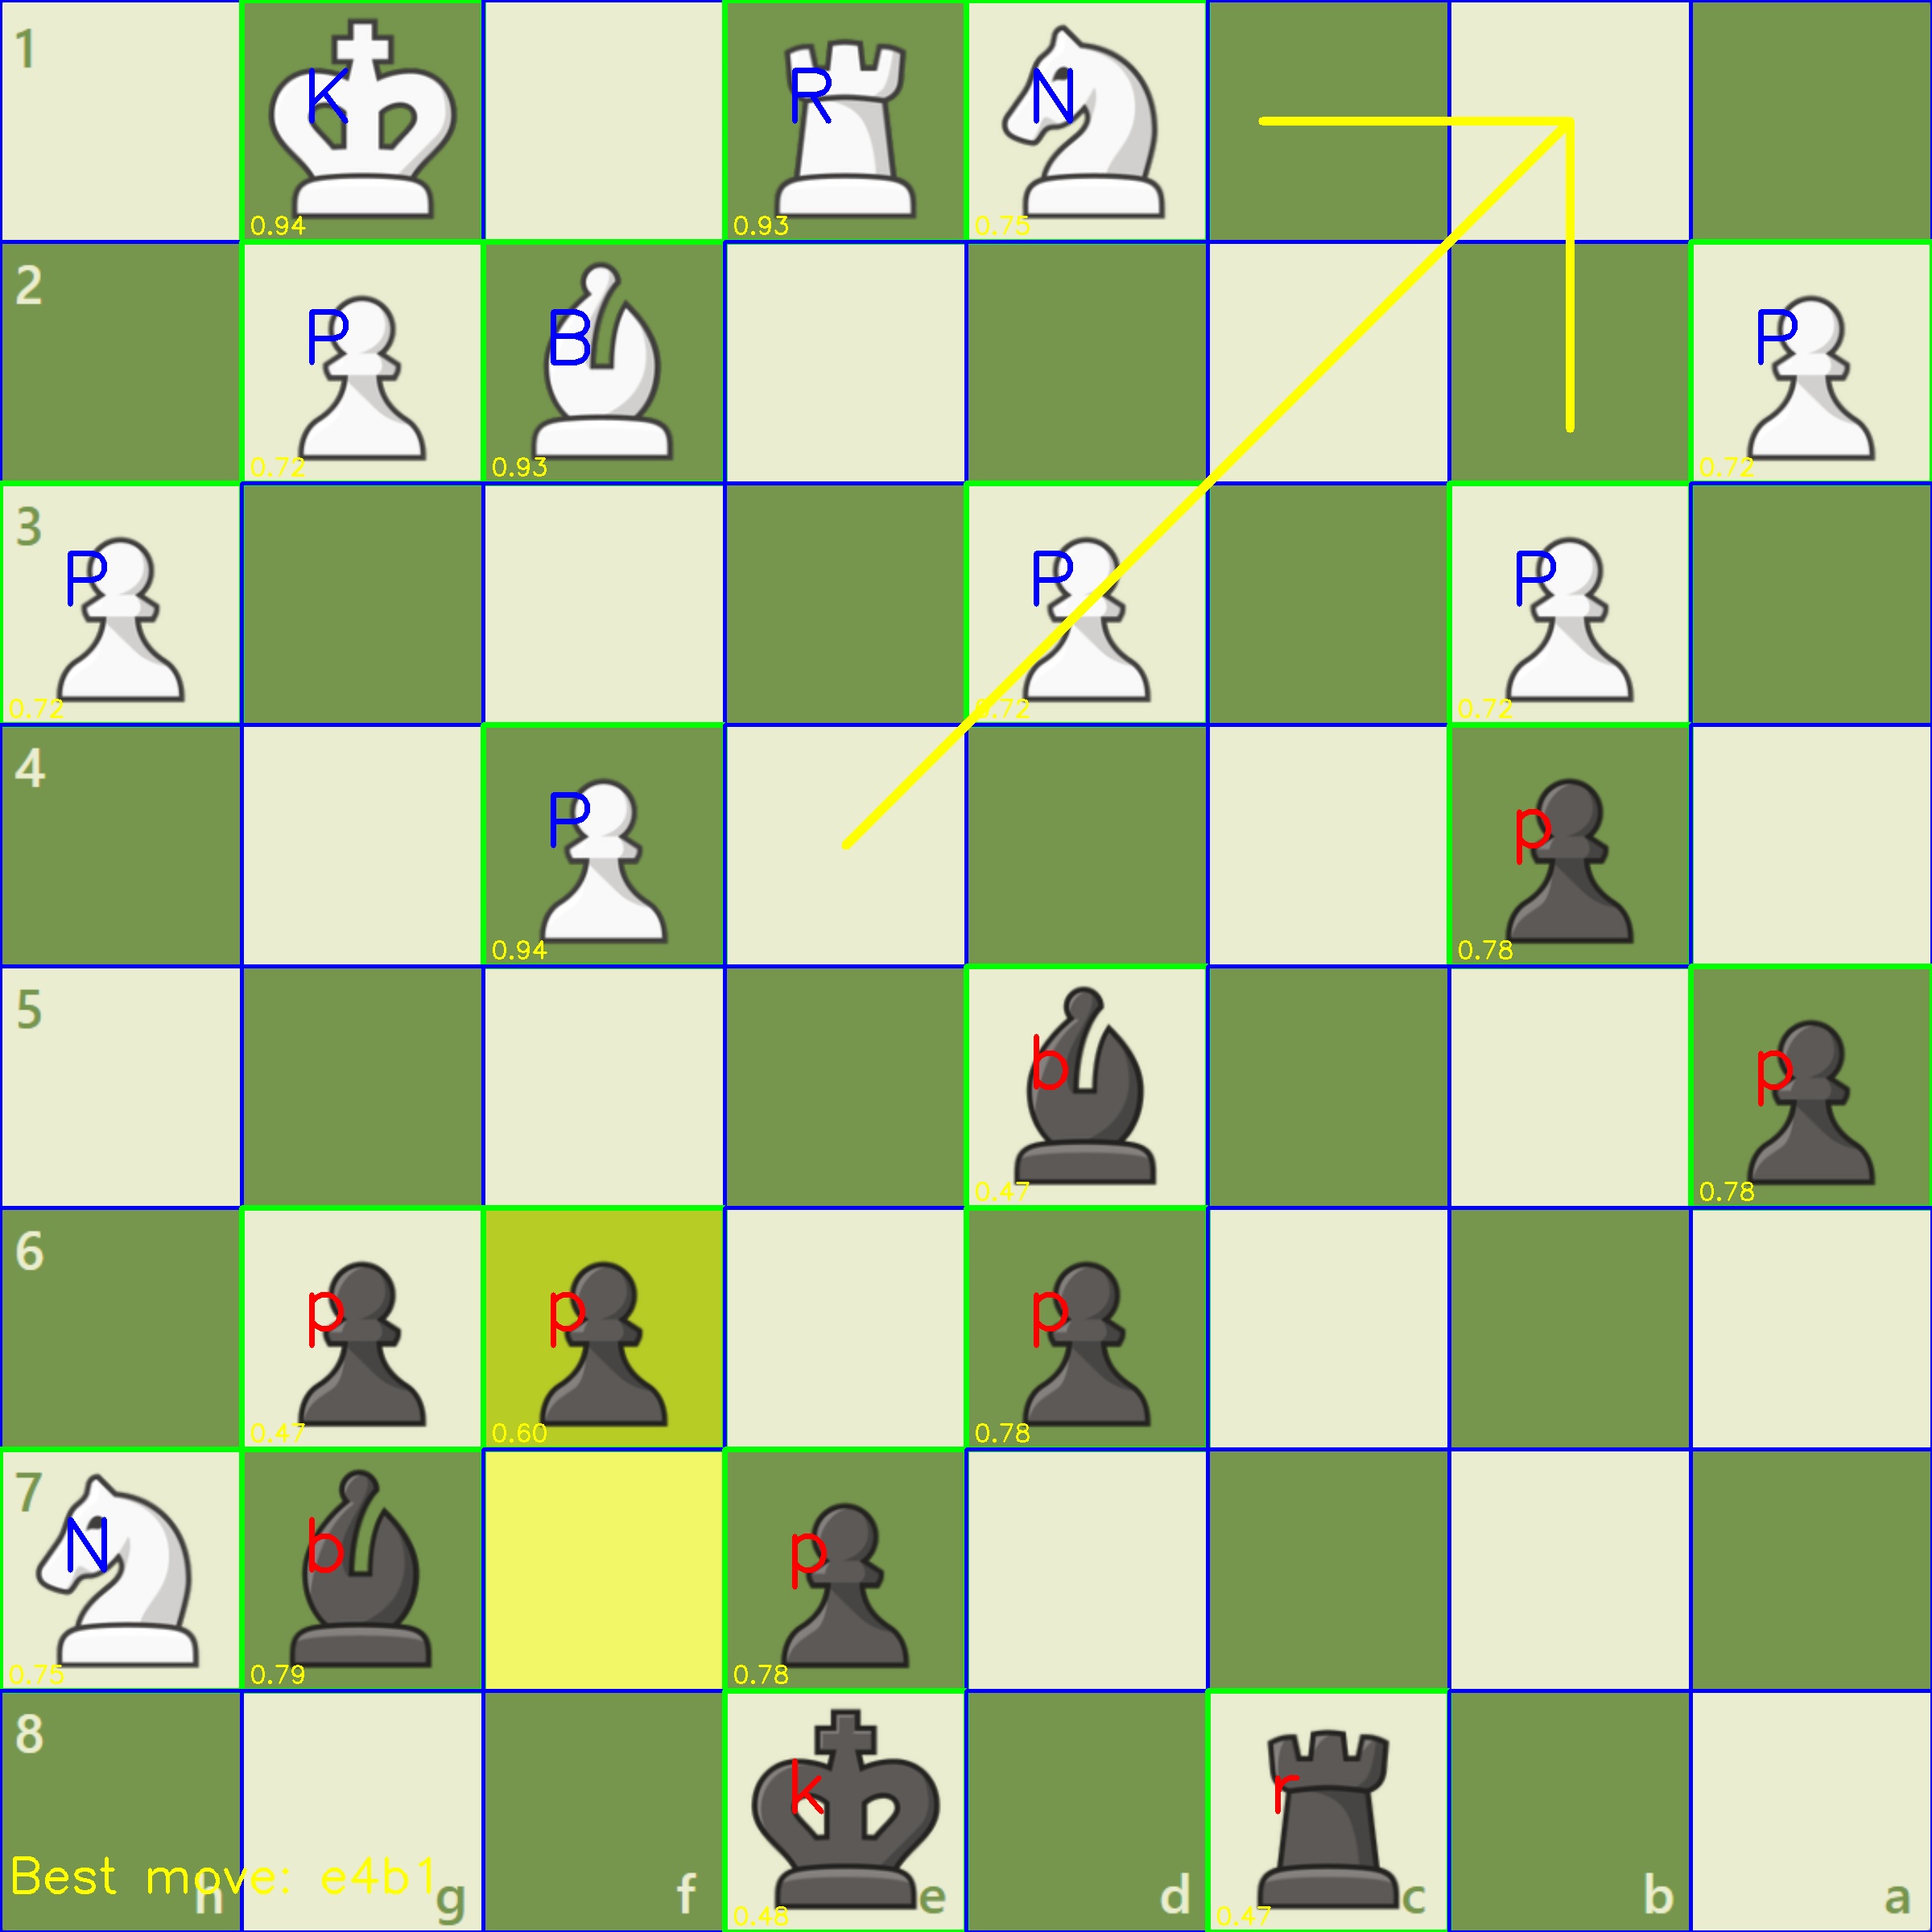 1 K R N
0.94 0.93 0.75
2 P B P
0.72 0.93 0.72
3 P P P
0.72 0.72 0.72
4 P p
0.94 0.78
5 b p
0.47 0.78
6 p p p
0.47 0.60 0.78
7 N b p
0.75 0.79 0.78
8 k r
Best move: e4b1
h g f e d c b a
0.48 0.47